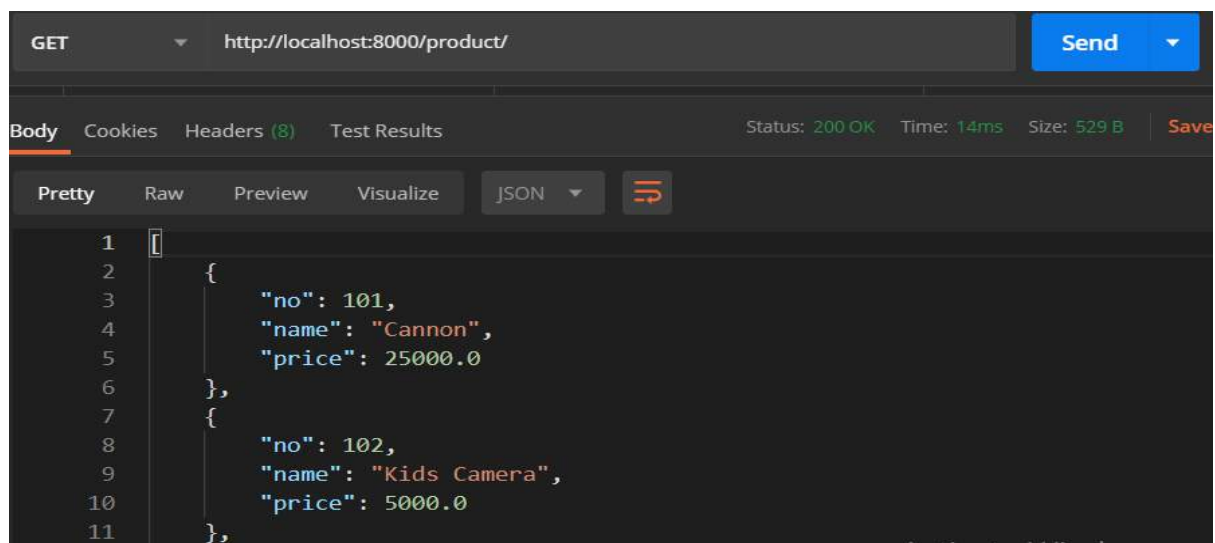 GET http://localhost:8000/product/ Send
Body Cookies Headers (8) Test Results Status: 200 OK Time: 14ms Size: 529 B Save
Pretty Raw Preview Visualize JSON
1 [
2 {
3 "no": 101,
4 "name": "Cannon",
5 "price": 25000.0
6 },
7 {
8 "no": 102,
9 "name": "Kids Camera",
10 "price": 5000.0
11 },